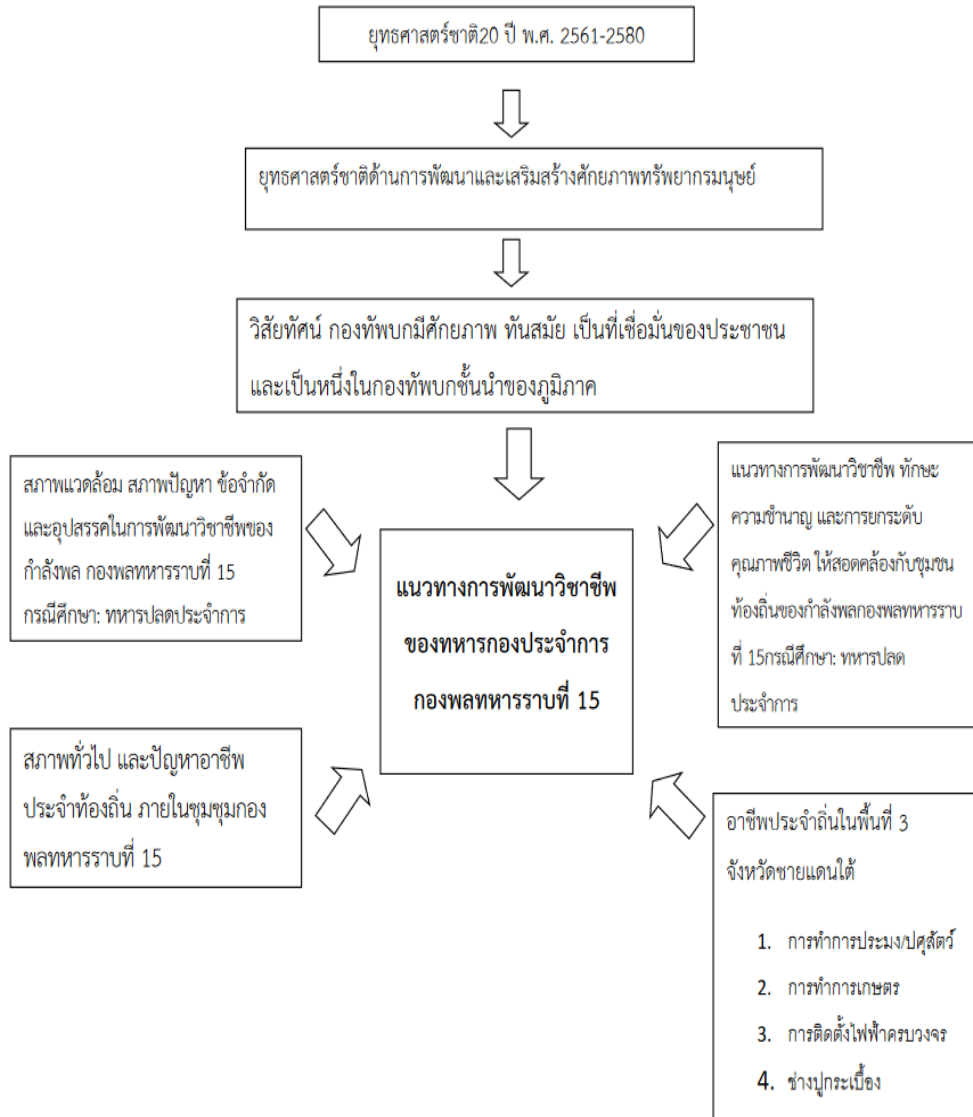 ยุทธศาสตร์ชาติ20 ปี พ.ศ. 2561-2580
ยุทธศาสตร์ชาติด้านการพัฒนาและเสริมสร้างศักยภาพทรัพยากรมนุษย์
วิสัยทัศน์ กองทัพบกมีศักยภาพ ทันสมัย เป็นที่เชื่อมั่นของประชาชน
และเป็นหนึ่งในกองทัพบกชั้นนำของภูมิภาค
สภาพแวดล้อม สภาพปัญหา ข้อจำกัด
และอุปสรรคในการพัฒนาวิชาชีพของ
กำลังพล กองพลทหารราบที่ 15
กรณีศึกษา: ทหารปลดประจำการ
แนวทางการพัฒนาวิชาชีพ
ของทหารกองประจำการ
กองพลทหารราบที่ 15
แนวทางการพัฒนาวิชาชีพ ทักษะ
ความชำนาญ และการยกระดับ
คุณภาพชีวิต ให้สอดคล้องกับชุมชน
ท้องถิ่นของกำลังพลกองพลทหารราบ
ที่ 15กรณีศึกษา: ทหารปลด
ประจำการ
สภาพทั่วไป และปัญหาอาชีพ
ประจำท้องถิ่น ภายในชุมชุมกอง
พลทหารราบที่ 15
อาชีพประจำถิ่นในพื้นที่ 3
จังหวัดชายแดนใต้
1. การทำการประมง/ปศุสัตว์
2. การทำการเกษตร
3. การติดตั้งไฟฟ้าครบวงจร
4. ช่างปูกระเบื้อง